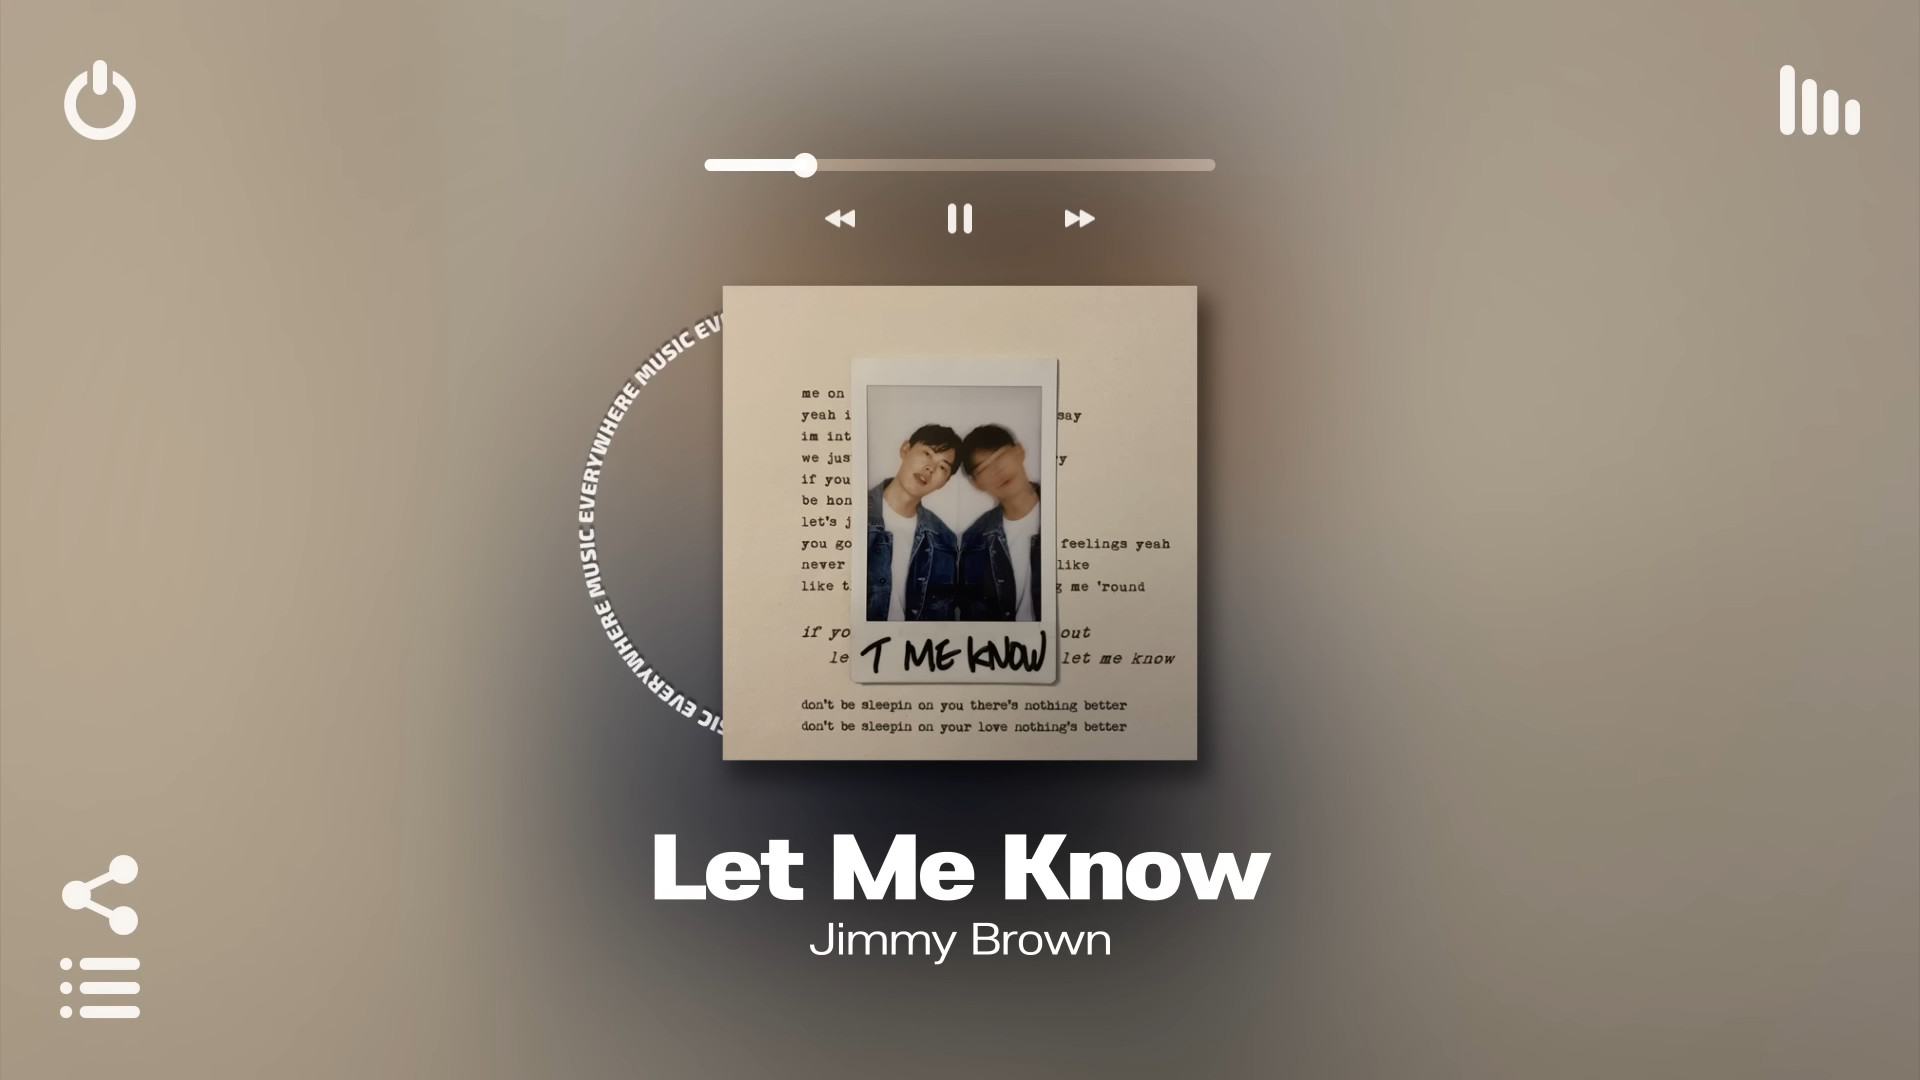 MUSIC EVERYWHERE MUSIC EVERYWHERE MUSIC
me on
yeah i say
im int
we jus
if you
be hon
let's j
you go feelings yeah
never like
like t me 'round
if yo out
le let me know
T ME KNOW
don't be sleepin on you there's nothing better
don't be sleepin on your love nothing's better
Let Me Know
Jimmy Brown